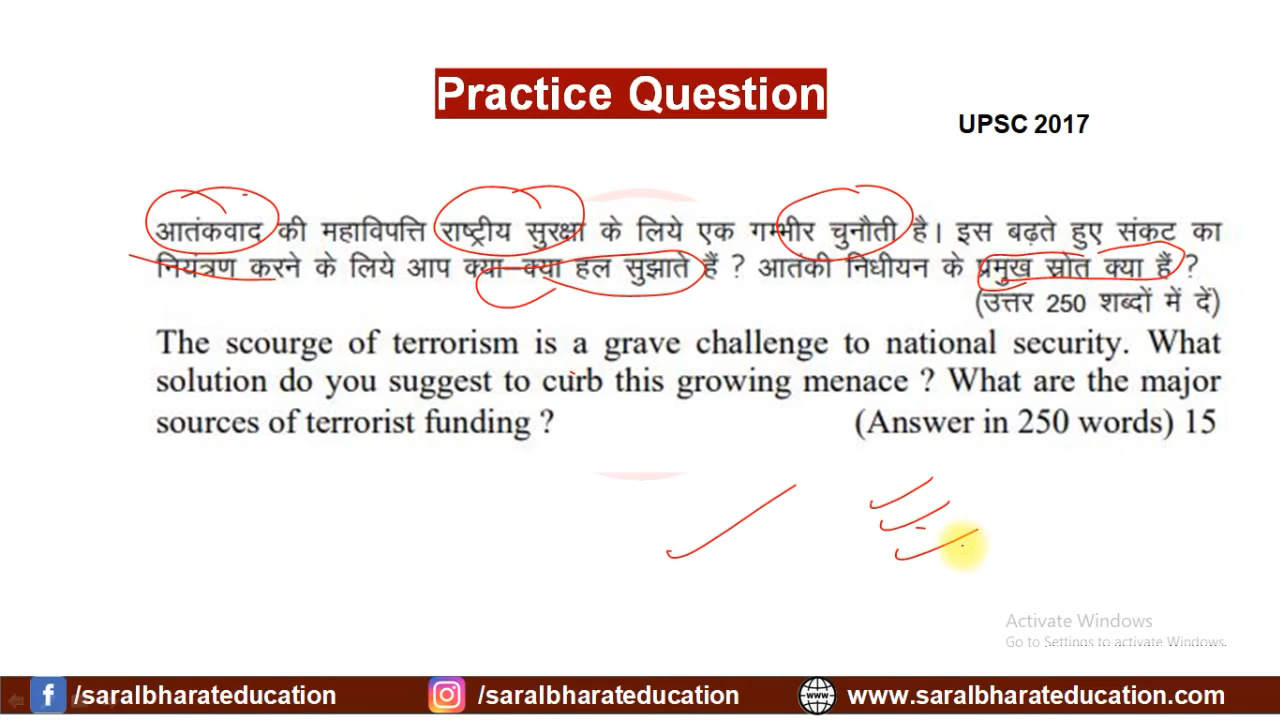 Practice Question
UPSC 2017
आतंकवाद की महाविपत्ति राष्ट्रीय सुरक्षा के लिये एक गम्भीर चुनौती है। इस बढ़ते हुए संकट का
नियंत्रण करने के लिये आप क्या-क्या हल सुझाते हैं ? आतंकी निधीयन के प्रमुख स्रोत क्या हैं ?
(उत्तर 250 शब्दों में दें)
The scourge of terrorism is a grave challenge to national security. What
solution do you suggest to curb this growing menace ? What are the major
sources of terrorist funding ? (Answer in 250 words) 15
Activate Windows
Go to Settings to activate Windows.
/saralbharateducation /saralbharateducation www.saralbharateducation.com